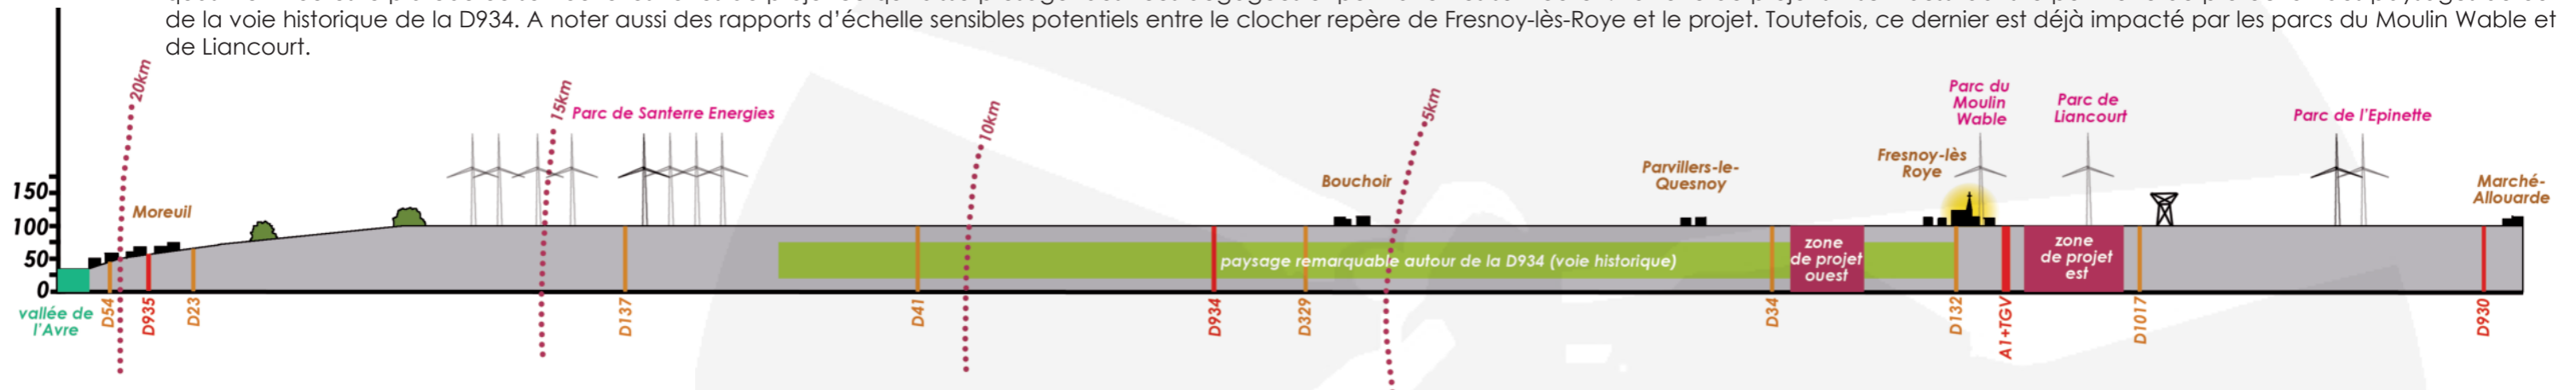 de la voie historique de la D934. A noter aussi des rapports d'échelle sensibles potentiels entre le clocher repère de Fresnoy-lès-Roye et le projet. Toutefois, ce dernier est déjà impacté par les parcs du Moulin Wable et
de Liancourt.
20km
15km
10km
5km
Parc de Santerre Energies
Parc du
Moulin
Wable
Parc de
Liancourt
Parc de l'Epinette
Moreuil
Bouchoir
Parvillers-le-
Quesnoy
Fresnoy-lès
Roye
Marché-
Allouarde
150
100
50
0
paysage remarquable autour de la D934 (voie historique)
zone
de projet
ouest
zone
de projet
est
vallée de
l'Avre
D54
D935
D23
D137
D41
D934
D329
D34
D132
A1+TGV
D1017
D930